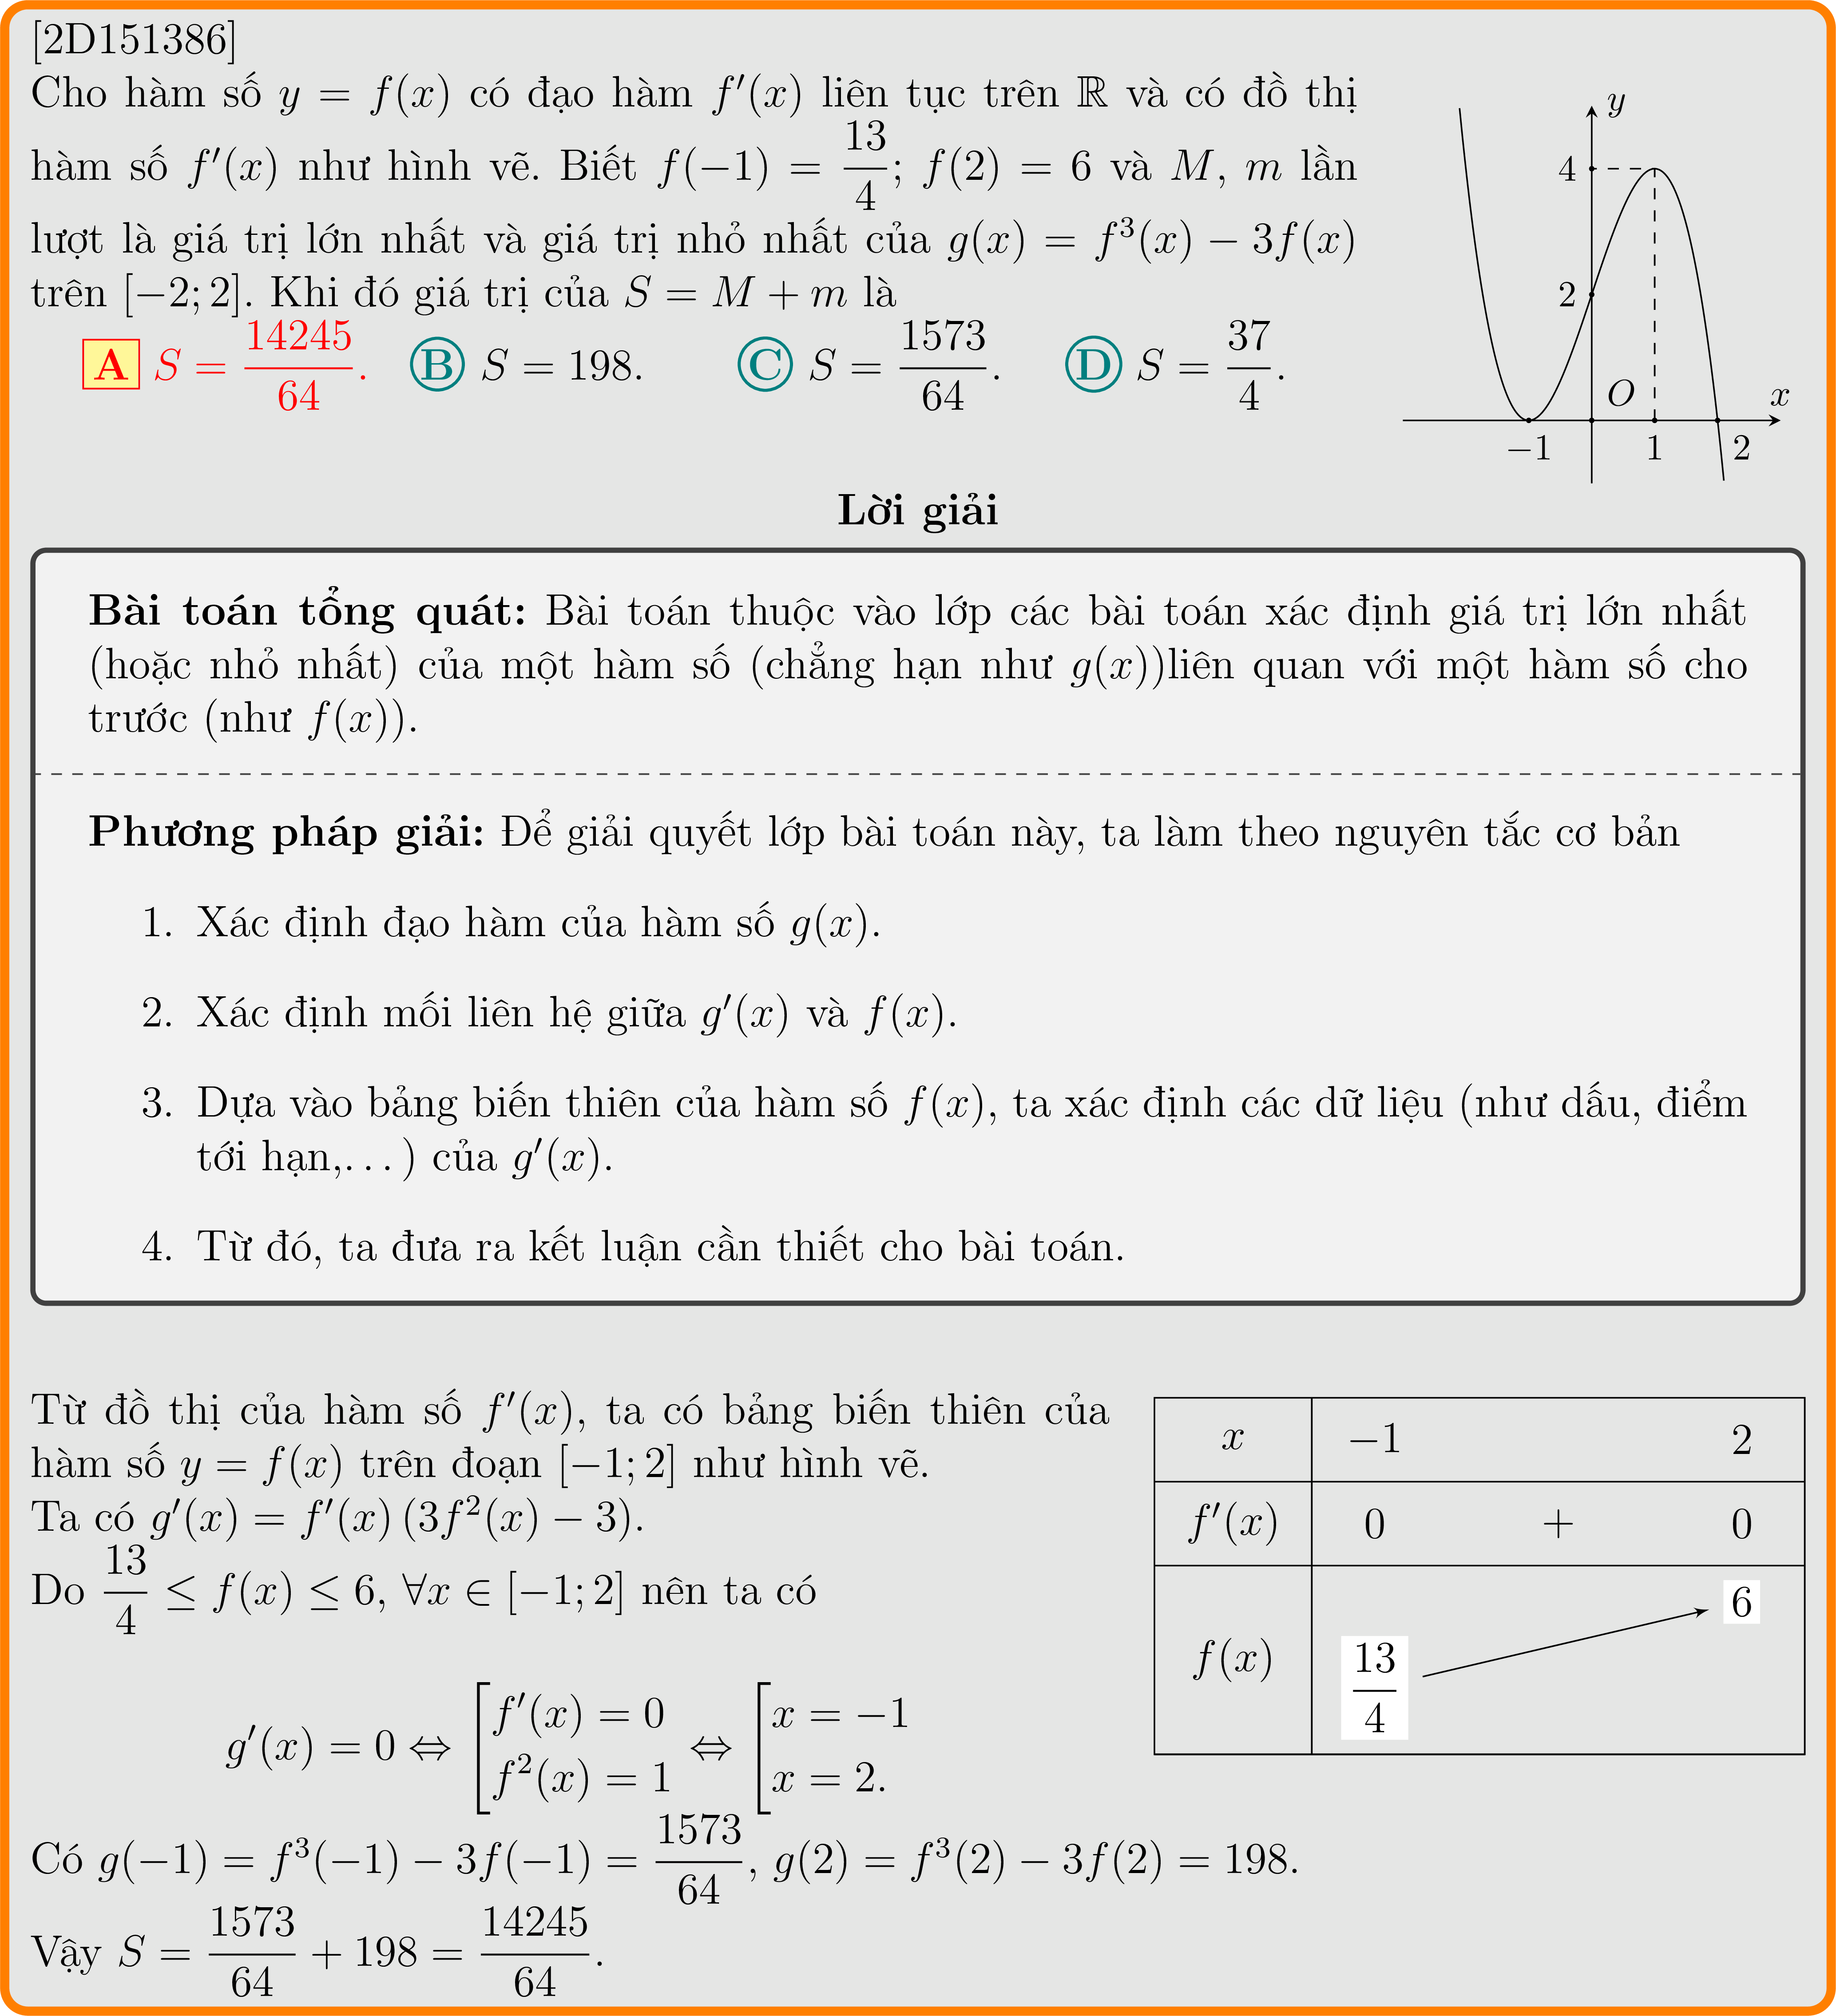 [2D151386]
Cho hàm số $y = f(x)$ có đạo hàm $f'(x)$ liên tục trên $\mathbb{R}$ và có đồ thị
hàm số $f'(x)$ như hình vẽ. Biết $f(-1) = \dfrac{13}{4}$; $f(2) = 6$ và $M$, $m$ lần
lượt là giá trị lớn nhất và giá trị nhỏ nhất của $g(x) = f^3(x) - 3f(x)$
trên $[-2; 2]$. Khi đó giá trị của $S = M + m$ là
A $S = \dfrac{14245}{64}$. B $S = 198$. C $S = \dfrac{1573}{64}$. D $S = \dfrac{37}{4}$.
y
4
2
O
x
−1 1 2
Lời giải
Bài toán tổng quát: Bài toán thuộc vào lớp các bài toán xác định giá trị lớn nhất
(hoặc nhỏ nhất) của một hàm số (chẳng hạn như $g(x)$)liên quan với một hàm số cho
trước (như $f(x)$).
Phương pháp giải: Để giải quyết lớp bài toán này, ta làm theo nguyên tắc cơ bản
1. Xác định đạo hàm của hàm số $g(x)$.
2. Xác định mối liên hệ giữa $g'(x)$ và $f(x)$.
3. Dựa vào bảng biến thiên của hàm số $f(x)$, ta xác định các dữ liệu (như dấu, điểm
tới hạn,...) của $g'(x)$.
4. Từ đó, ta đưa ra kết luận cần thiết cho bài toán.
Từ đồ thị của hàm số $f'(x)$, ta có bảng biến thiên của
hàm số $y = f(x)$ trên đoạn $[-1; 2]$ như hình vẽ.
Ta có $g'(x) = f'(x)\left(3f^2(x) - 3\right)$.
Do $\dfrac{13}{4} \leq f(x) \leq 6$, $\forall x \in [-1; 2]$ nên ta có
$g'(x) = 0 \Leftrightarrow \left[\begin{array}{l} f'(x) = 0 \\ f^2(x) = 1 \end{array}\right. \Leftrightarrow \left[\begin{array}{l} x = -1 \\ x = 2. \end{array}\right.$
$x$ −1 2
$f'(x)$ 0 + 0
$f(x)$ $\dfrac{13}{4}$ 6
Có $g(-1) = f^3(-1) - 3f(-1) = \dfrac{1573}{64}$, $g(2) = f^3(2) - 3f(2) = 198$.
Vậy $S = \dfrac{1573}{64} + 198 = \dfrac{14245}{64}$.